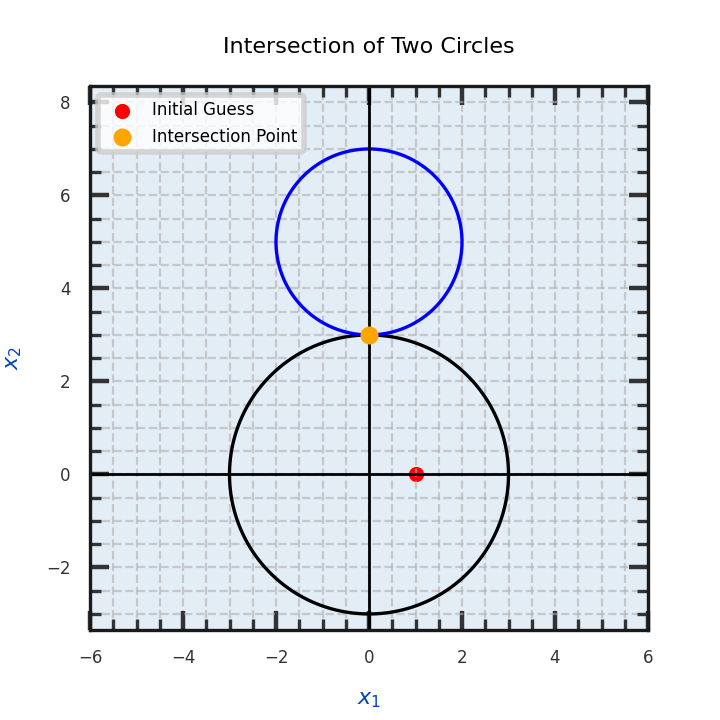 Intersection of Two Circles
Initial Guess
Intersection Point
8
6
4
2
0
−2
x₂
−6 −4 −2 0 2 4 6
x₁